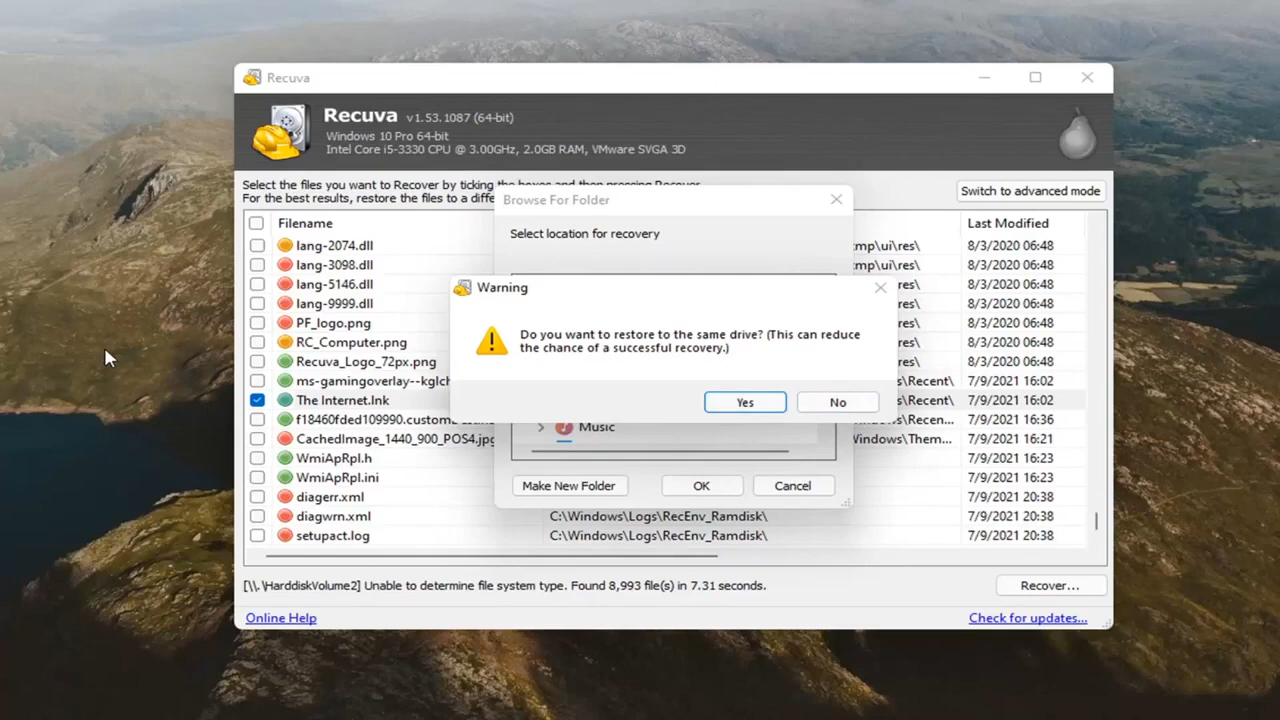 Recuva
Recuva v1.53.1087 (64-bit)
Windows 10 Pro 64-bit
Intel Core i5-3330 CPU @ 3.00GHz, 2.0GB RAM, VMware SVGA 3D
Select the files you want to Recover by ticking the boxes and then pressing Recover.
For the best results, restore the files to a diffe
Switch to advanced mode
Browse For Folder
Select location for recovery
Filename Last Modified
lang-2074.dll mp\ui\res\ 8/3/2020 06:48
lang-3098.dll mp\ui\res\ 8/3/2020 06:48
lang-5146.dll 8/3/2020 06:48
lang-9999.dll 8/3/2020 06:48
PF_logo.png 8/3/2020 06:48
RC_Computer.png 8/3/2020 06:48
Recuva_Logo_72px.png 8/3/2020 06:48
ms-gamingoverlay--kglch s\Recent\ 7/9/2021 16:02
The Internet.lnk s\Recent\ 7/9/2021 16:02
f18460fded109990.custom \Recen... 7/9/2021 16:36
CachedImage_1440_900_POS4.jpg Windows\Them... 7/9/2021 16:21
WmiApRpl.h 7/9/2021 16:23
WmiApRpl.ini 7/9/2021 16:23
diagerr.xml 7/9/2021 20:38
diagwrn.xml C:\Windows\Logs\RecEnv_Ramdisk\ 7/9/2021 20:38
setupact.log C:\Windows\Logs\RecEnv_Ramdisk\ 7/9/2021 20:38
Warning
Do you want to restore to the same drive? (This can reduce
the chance of a successful recovery.)
Yes No
Music
Make New Folder OK Cancel
[\\.\HarddiskVolume2] Unable to determine file system type. Found 8,993 file(s) in 7.31 seconds.
Recover...
Online Help Check for updates...